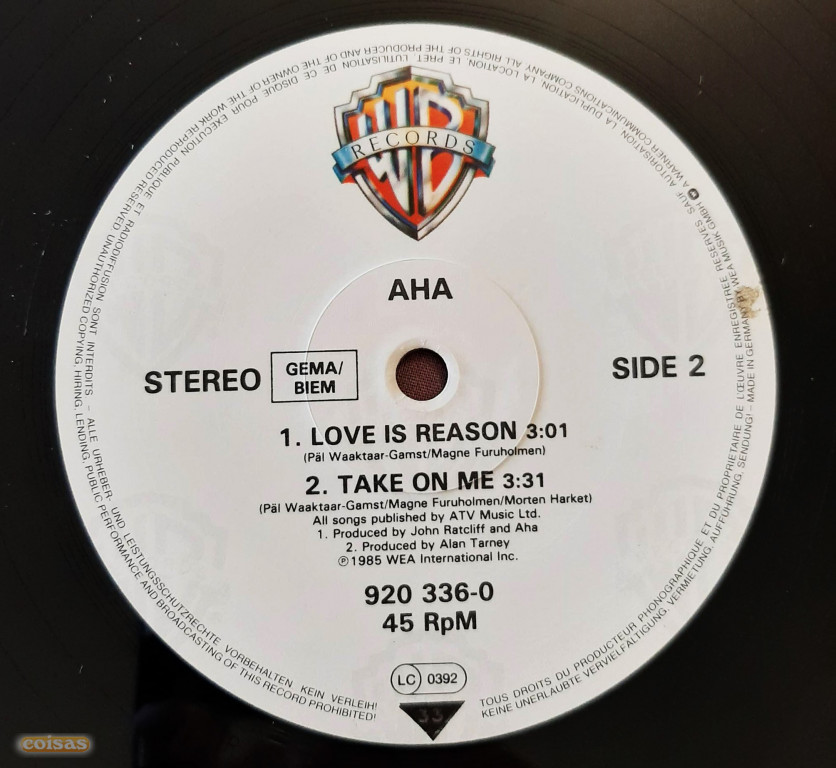 WB
RECORDS
AHA
STEREO
GEMA/
BIEM
SIDE 2
1. LOVE IS REASON 3:01
(Päl Waaktaar-Gamst/Magne Furuholmen)
2. TAKE ON ME 3:31
(Päl Waaktaar-Gamst/Magne Furuholmen/Morten Harket)
All songs published by ATV Music Ltd.
1. Produced by John Ratcliff and Aha
2. Produced by Alan Tarney
℗ 1985 WEA International Inc.
920 336-0
45 RpM
LC 0392
33
ALLE URHEBER- UND LEISTUNGSSCHUTZRECHTE VORBEHALTEN KEIN VERLEIH!
KEINE UNERLAUBTE VERVIELFÄLTIGUNG, VERMIETUNG, AUFFÜHRUNG, SENDUNG! – MADE IN GERMANY BY WEA MUSIK GMBH A WARNER COMMUNICATIONS COMPANY ALL RIGHTS OF THE PRODUCER AND OF THE OWNER OF THE WORK REPRODUCED RESERVED UNAUTHORIZED COPYING, HIRING, LENDING, PUBLIC PERFORMANCE AND BROADCASTING OF THIS RECORD PROHIBITED!
TOUS DROITS DU PRODUCTEUR PHONOGRAPHIQUE ET DU PROPRIETAIRE DE L'ŒUVRE ENREGISTREE RESERVES SAUF AUTORISATION, LA DUPLICATION, LA LOCATION, LE PRET, L'UTILISATION DE CE DISQUE POUR EXECUTION PUBLIQUE ET RADIODIFFUSION SONT INTERDITS –
coisas